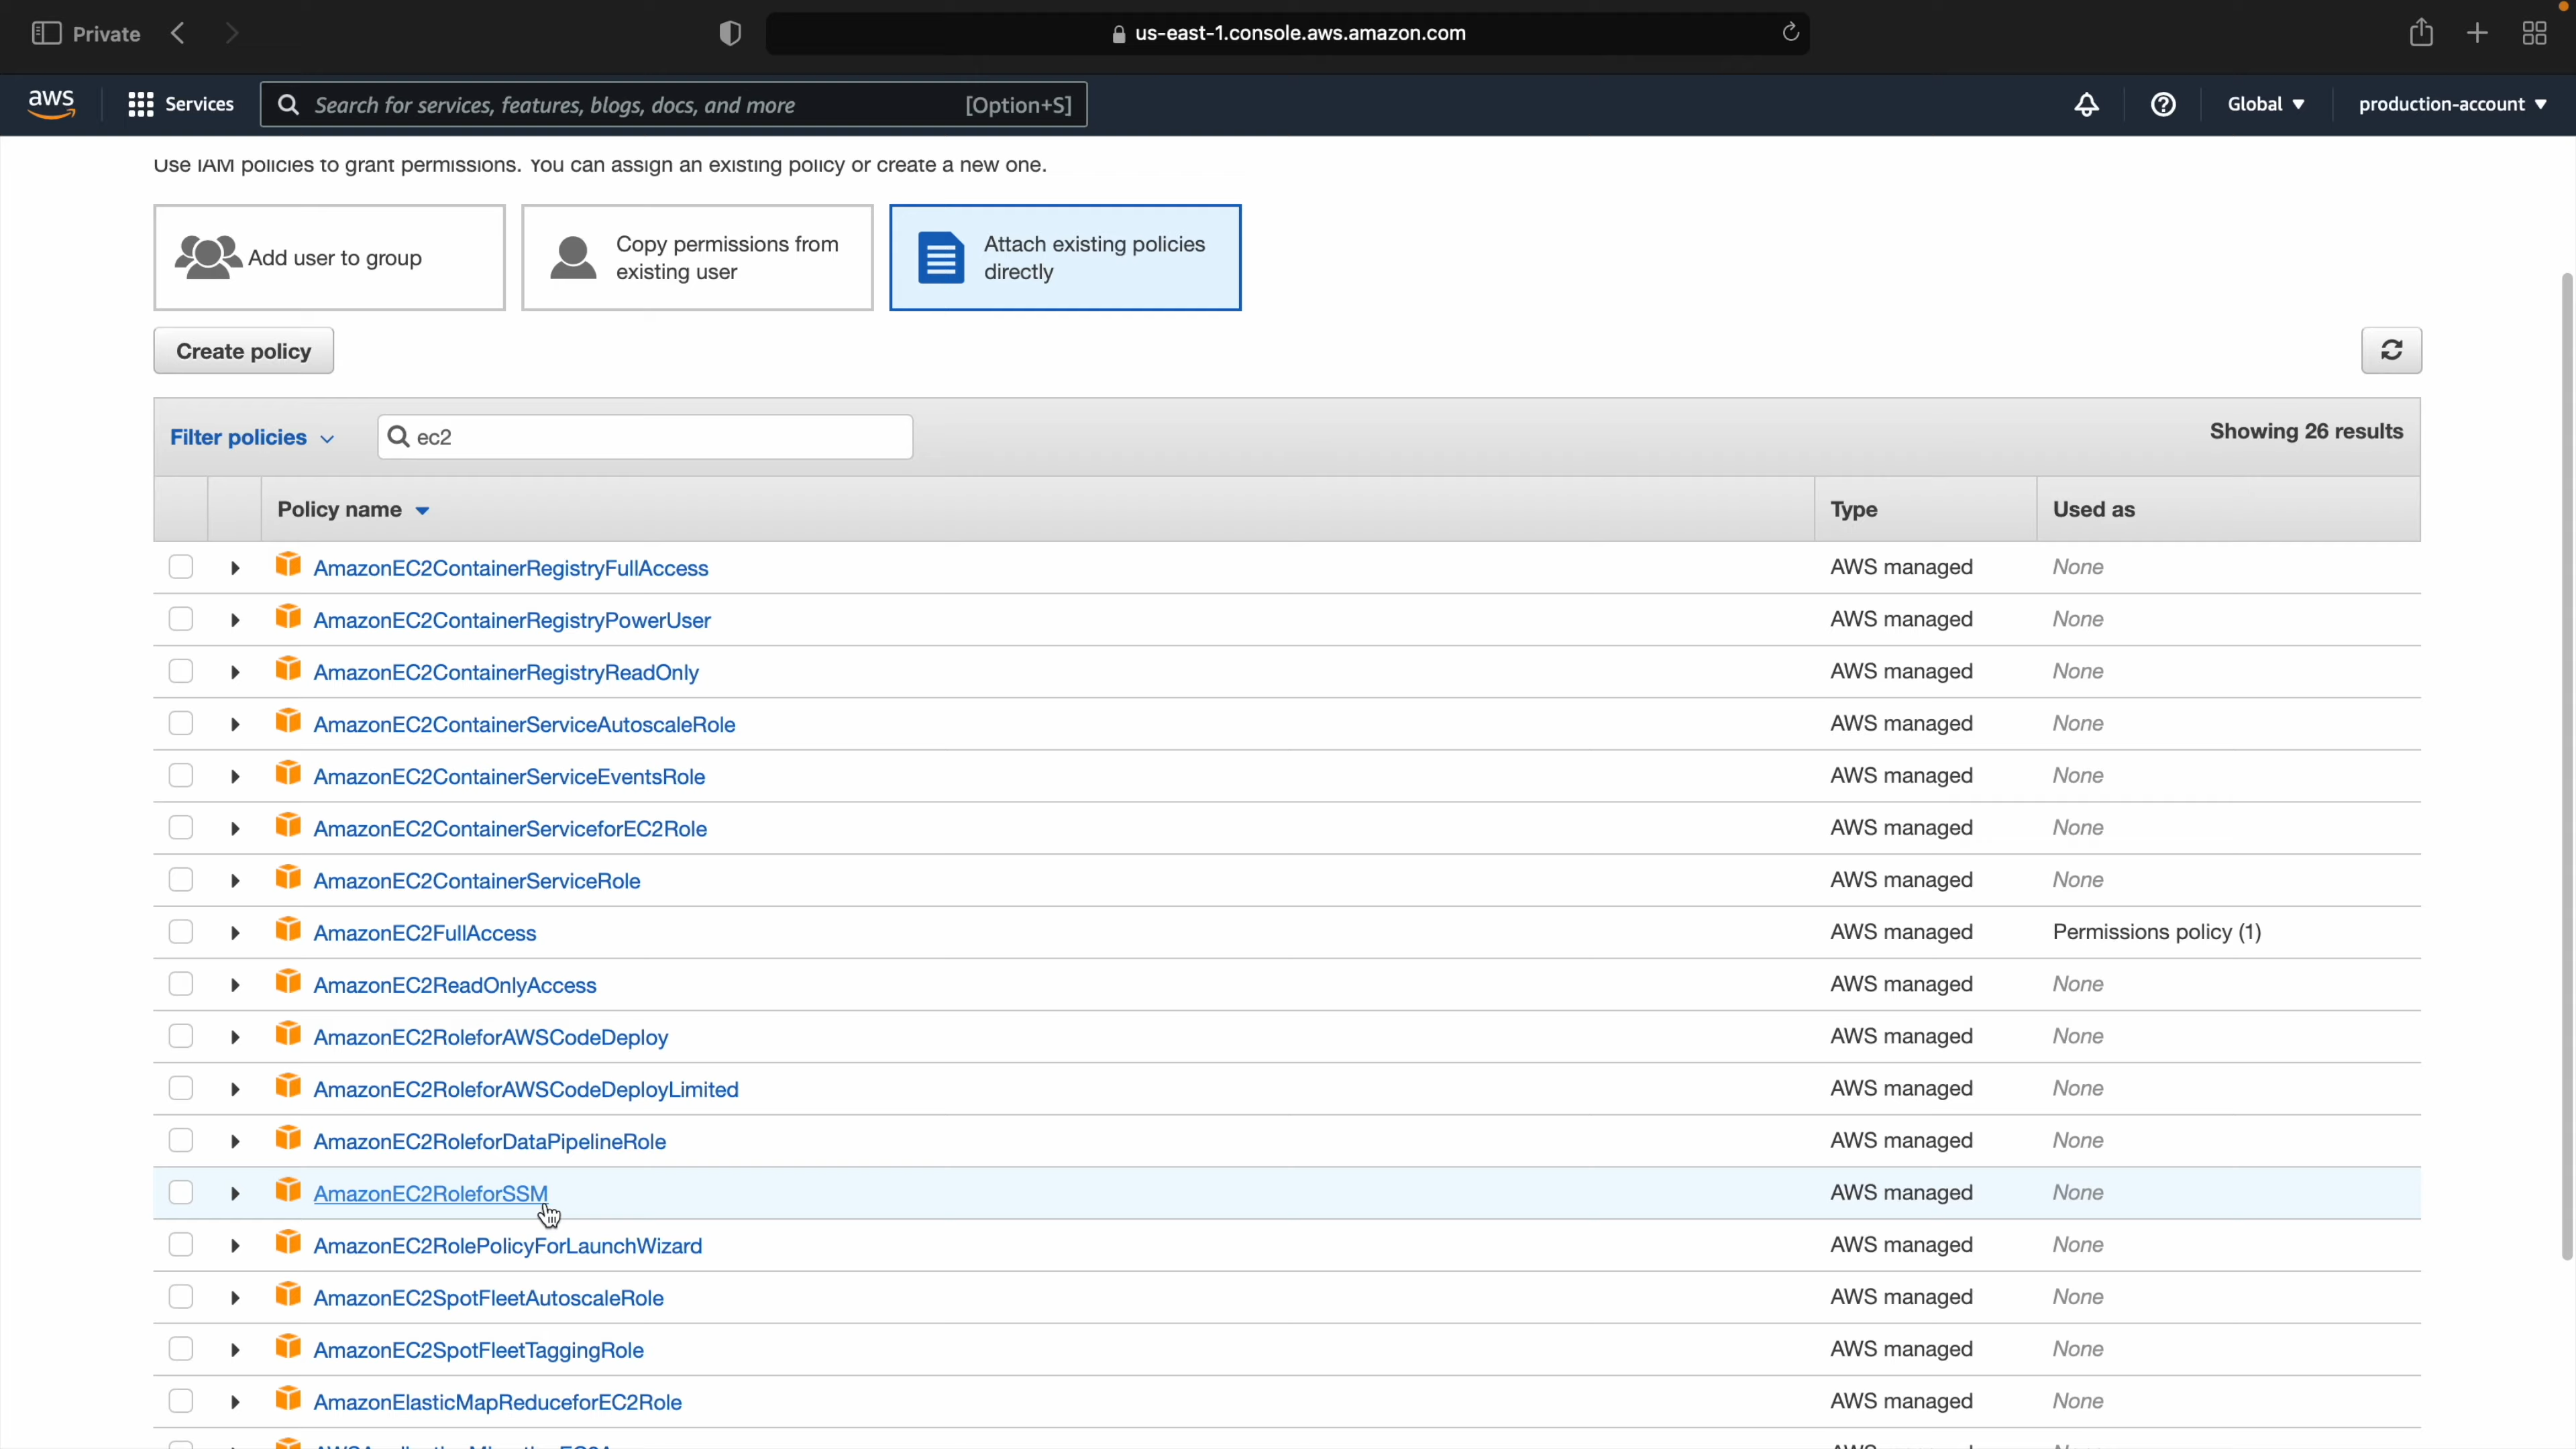 Private
us-east-1.console.aws.amazon.com
aws
Services
Search for services, features, blogs, docs, and more
[Option+S]
Global
production-account
Use IAM policies to grant permissions. You can assign an existing policy or create a new one.
Add user to group
Copy permissions from
existing user
Attach existing policies
directly
Create policy
Filter policies
ec2
Showing 26 results
Policy name Type Used as
AmazonEC2ContainerRegistryFullAccess AWS managed None
AmazonEC2ContainerRegistryPowerUser AWS managed None
AmazonEC2ContainerRegistryReadOnly AWS managed None
AmazonEC2ContainerServiceAutoscaleRole AWS managed None
AmazonEC2ContainerServiceEventsRole AWS managed None
AmazonEC2ContainerServiceforEC2Role AWS managed None
AmazonEC2ContainerServiceRole AWS managed None
AmazonEC2FullAccess AWS managed Permissions policy (1)
AmazonEC2ReadOnlyAccess AWS managed None
AmazonEC2RoleforAWSCodeDeploy AWS managed None
AmazonEC2RoleforAWSCodeDeployLimited AWS managed None
AmazonEC2RoleforDataPipelineRole AWS managed None
AmazonEC2RoleforSSM AWS managed None
AmazonEC2RolePolicyForLaunchWizard AWS managed None
AmazonEC2SpotFleetAutoscaleRole AWS managed None
AmazonEC2SpotFleetTaggingRole AWS managed None
AmazonElasticMapReduceforEC2Role AWS managed None